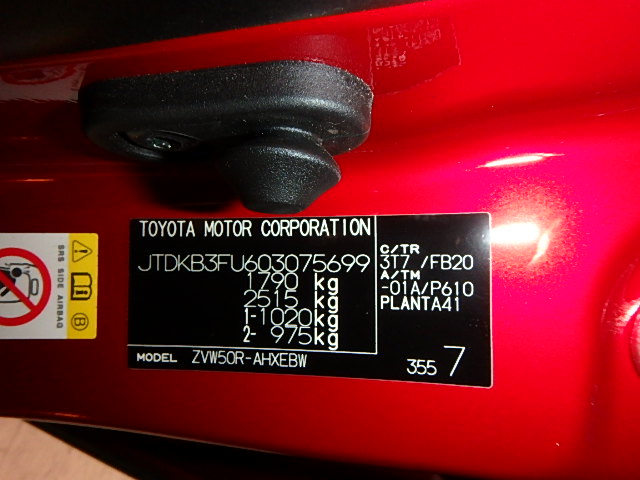 TOYOTA MOTOR CORPORATION
JTDKB3FU603075699
1790 kg
2515 kg
1-1020kg
2- 975kg
C/TR
3T7 /FB20
A/TM
-01A/P610
PLANTA41
MODEL ZVW50R-AHXEBW
355 7
SRS SIDE AIRBAG
B